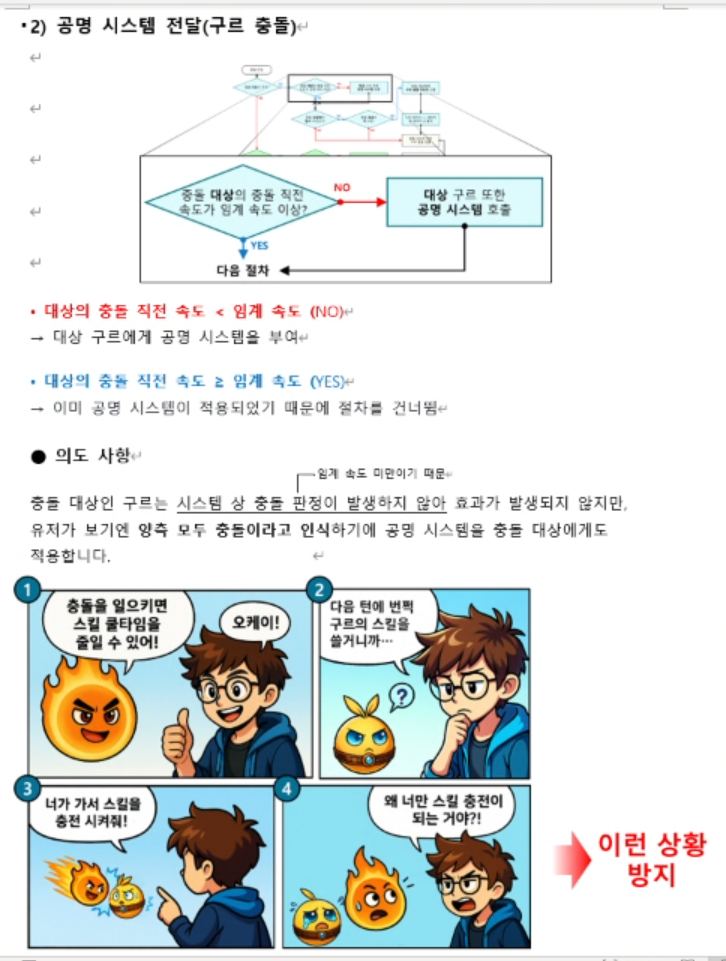 2) 공명 시스템 전달(구르 충돌)
충돌 대상의 충돌 직전
속도가 임계 속도 이상?
NO
대상 구르 또한
공명 시스템 호출
YES
다음 절차
• 대상의 충돌 직전 속도 < 임계 속도 (NO)
→ 대상 구르에게 공명 시스템을 부여
• 대상의 충돌 직전 속도 ≥ 임계 속도 (YES)
→ 이미 공명 시스템이 적용되었기 때문에 절차를 건너뜀
● 의도 사항
임계 속도 미만이기 때문
충돌 대상인 구르는 시스템 상 충돌 판정이 발생하지 않아 효과가 발생되지 않지만,
유저가 보기엔 양측 모두 충돌이라고 인식하기에 공명 시스템을 충돌 대상에게도
적용합니다.
1
충돌을 일으키면
스킬 쿨타임을
줄일 수 있어!
오케이!
2
다음 턴에 번쩍
구르의 스킬을
쓸거니까…
?
3
너가 가서 스킬을
충전 시켜줘!
4
왜 너만 스킬 충전이
되는 거야?!
이런 상황
방지